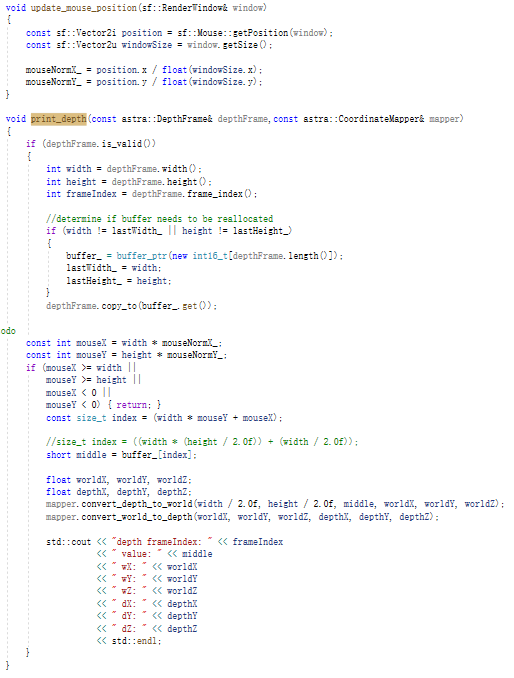 void update_mouse_position(sf::RenderWindow& window)
{
const sf::Vector2i position = sf::Mouse::getPosition(window);
const sf::Vector2u windowSize = window.getSize();
mouseNormX_ = position.x / float(windowSize.x);
mouseNormY_ = position.y / float(windowSize.y);
}
void print_depth(const astra::DepthFrame& depthFrame,const astra::CoordinateMapper& mapper)
{
if (depthFrame.is_valid())
{
int width = depthFrame.width();
int height = depthFrame.height();
int frameIndex = depthFrame.frame_index();
//determine if buffer needs to be reallocated
if (width != lastWidth_ || height != lastHeight_)
{
buffer_ = buffer_ptr(new int16_t[depthFrame.length()]);
lastWidth_ = width;
lastHeight_ = height;
}
depthFrame.copy_to(buffer_.get());
odo
const int mouseX = width * mouseNormX_;
const int mouseY = height * mouseNormY_;
if (mouseX >= width ||
mouseY >= height ||
mouseX < 0 ||
mouseY < 0) { return; }
const size_t index = (width * mouseY + mouseX);
//size_t index = ((width * (height / 2.0f)) + (width / 2.0f));
short middle = buffer_[index];
float worldX, worldY, worldZ;
float depthX, depthY, depthZ;
mapper.convert_depth_to_world(width / 2.0f, height / 2.0f, middle, worldX, worldY, worldZ);
mapper.convert_world_to_depth(worldX, worldY, worldZ, depthX, depthY, depthZ);
std::cout << "depth frameIndex: " << frameIndex
<< " value: " << middle
<< " wX: " << worldX
<< " wY: " << worldY
<< " wZ: " << worldZ
<< " dX: " << depthX
<< " dY: " << depthY
<< " dZ: " << depthZ
<< std::endl;
}
}